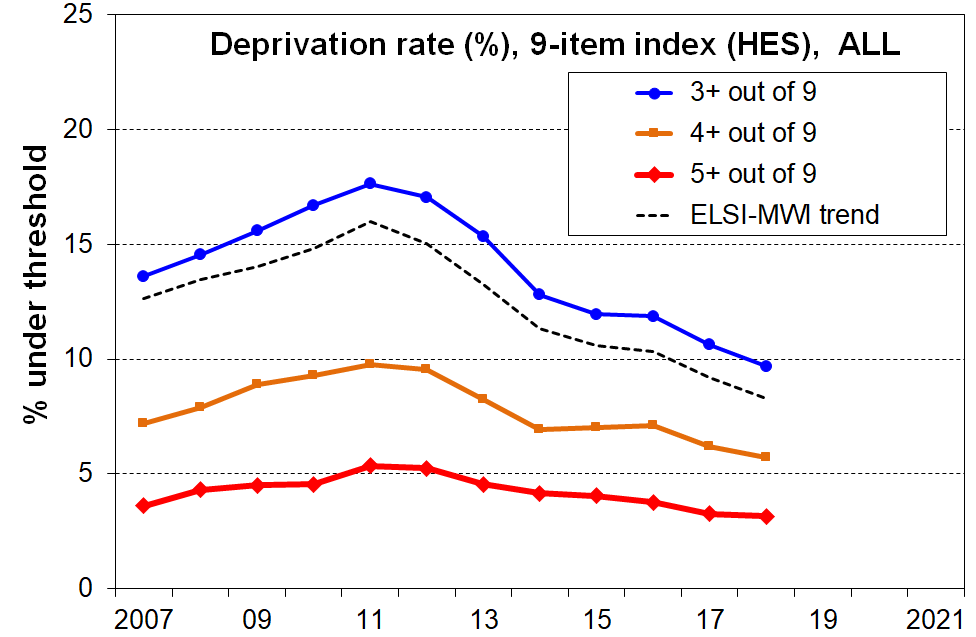 Deprivation rate (%), 9-item index (HES), ALL
3+ out of 9
4+ out of 9
5+ out of 9
ELSI-MWI trend
% under threshold
25
20
15
10
5
0
2007 09 11 13 15 17 19 2021